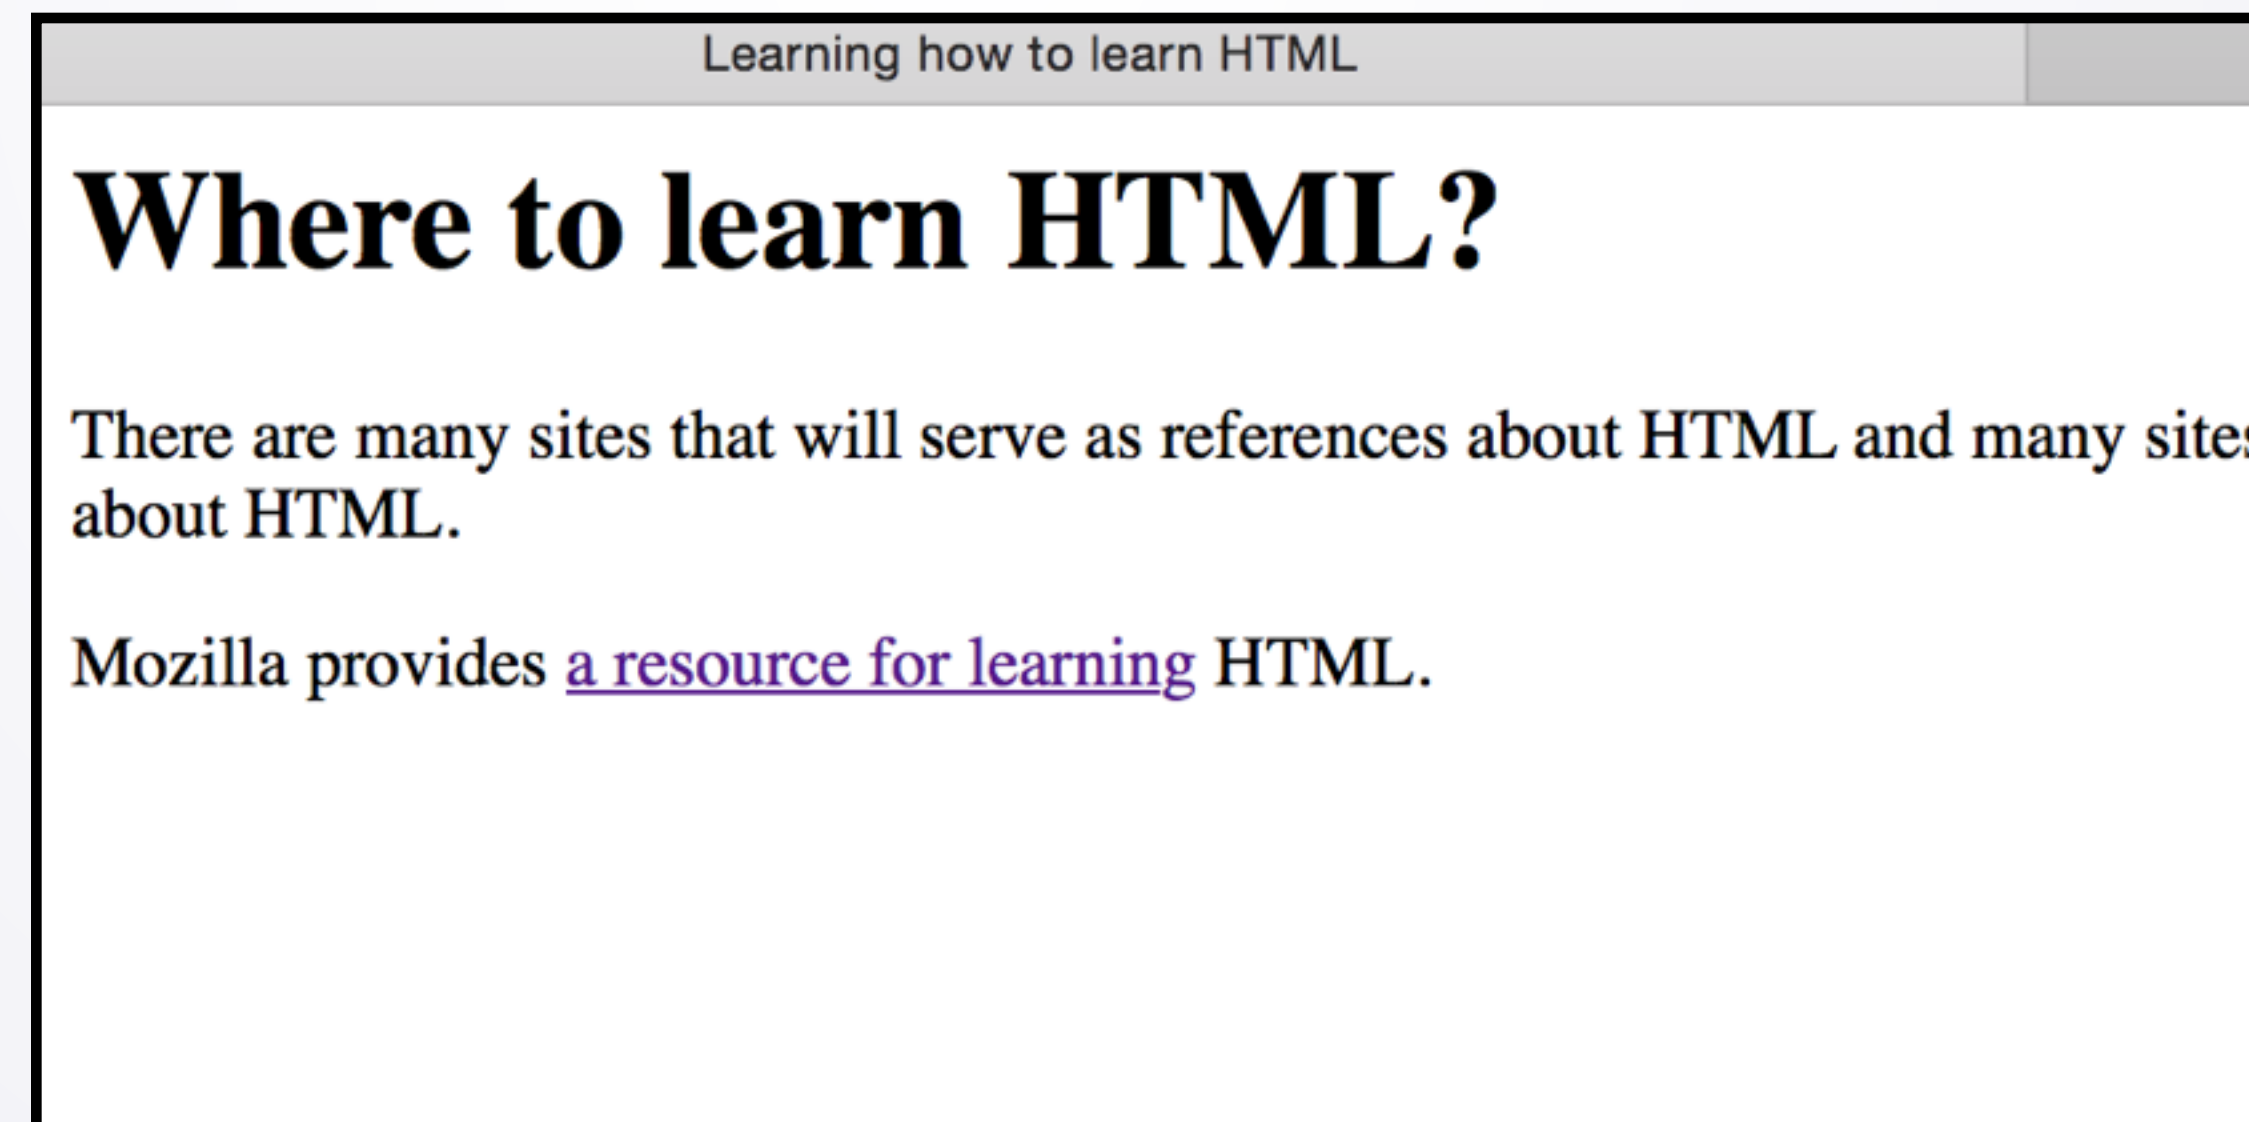 Learning how to learn HTML
Where to learn HTML?
There are many sites that will serve as references about HTML and many sites
about HTML.
Mozilla provides a resource for learning HTML.